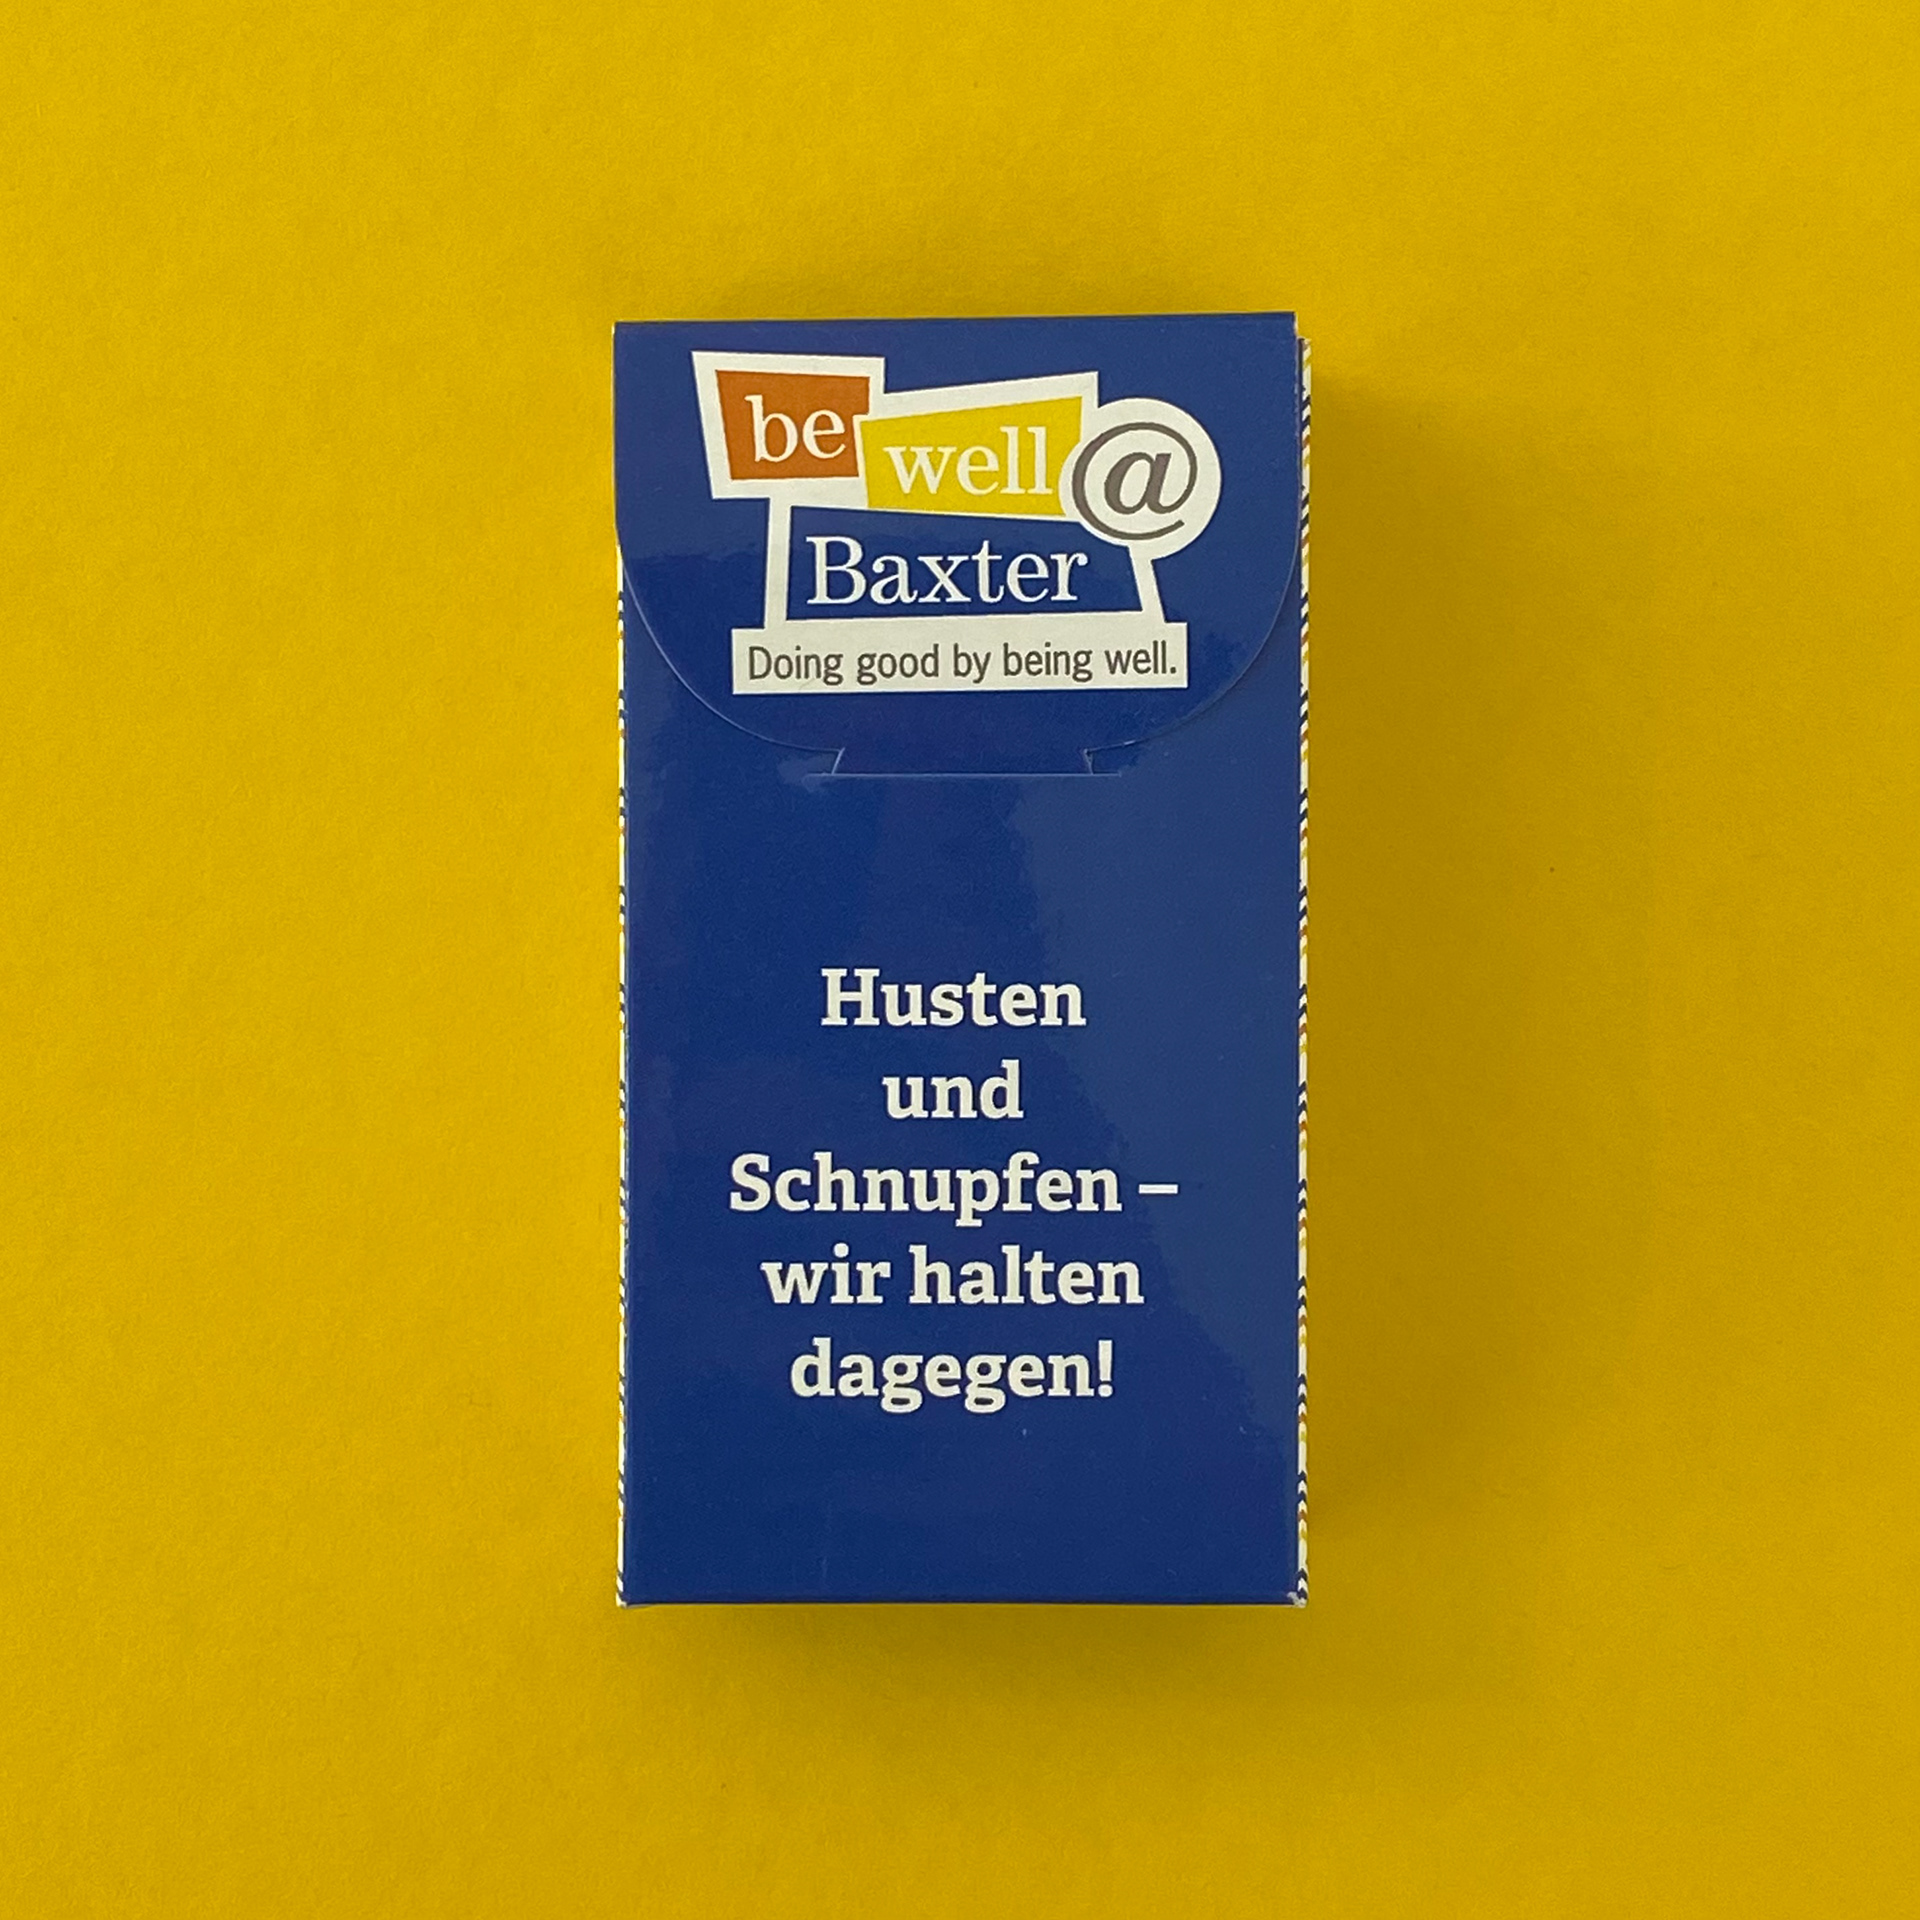 be well @
Baxter
Doing good by being well.
Husten
und
Schnupfen –
wir halten
dagegen!